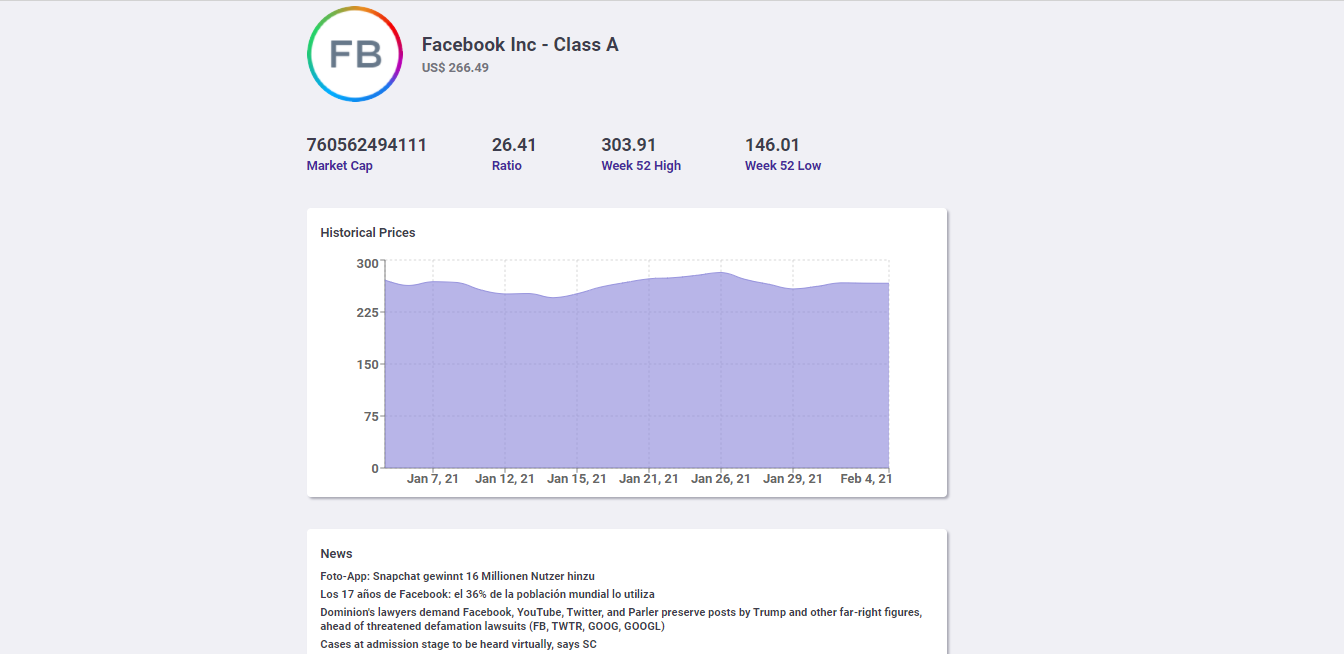 FB
Facebook Inc - Class A
US$ 266.49
760562494111
Market Cap
26.41
Ratio
303.91
Week 52 High
146.01
Week 52 Low
Historical Prices
300
225
150
75
0
Jan 7, 21
Jan 12, 21
Jan 15, 21
Jan 21, 21
Jan 26, 21
Jan 29, 21
Feb 4, 21
News
Foto-App: Snapchat gewinnt 16 Millionen Nutzer hinzu
Los 17 años de Facebook: el 36% de la población mundial lo utiliza
Dominion's lawyers demand Facebook, YouTube, Twitter, and Parler preserve posts by Trump and other far-right figures,
ahead of threatened defamation lawsuits (FB, TWTR, GOOG, GOOGL)
Cases at admission stage to be heard virtually, says SC